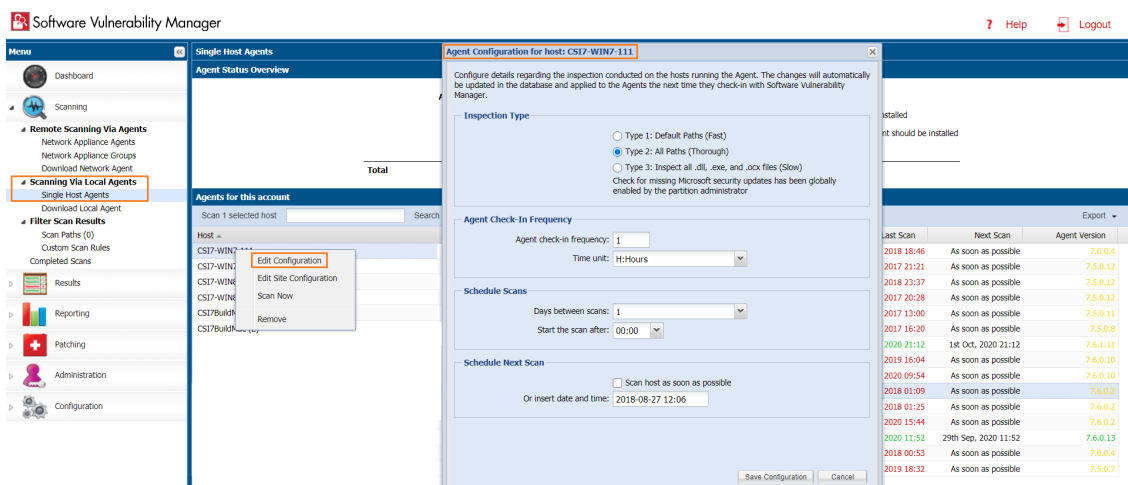 Software Vulnerability Manager
? Help
Logout
Menu
Dashboard
Scanning
Remote Scanning Via Agents
Network Appliance Agents
Network Appliance Groups
Download Network Agent
Scanning Via Local Agents
Single Host Agents
Download Local Agent
Filter Scan Results
Scan Paths (0)
Custom Scan Rules
Completed Scans
Results
Reporting
Patching
Administration
Configuration
Single Host Agents
Agent Status Overview
Total
Agents for this account
Scan 1 selected host
Search
Host
CSI7-WIN7-111
CSI7-WIN7
CSI7-WIN8
CSI7-WIN8
CSI7BuildM
CSI7BuildM
Edit Configuration
Edit Site Configuration
Scan Now
Remove
Agent Configuration for host: CSI7-WIN7-111
Configure details regarding the inspection conducted on the hosts running the Agent. The changes will automatically
be updated in the database and applied to the Agents the next time they check-in with Software Vulnerability
Manager.
Inspection Type
Type 1: Default Paths (Fast)
Type 2: All Paths (Thorough)
Type 3: Inspect all .dll, .exe, and .ocx files (Slow)
Check for missing Microsoft security updates has been globally
enabled by the partition administrator
Agent Check-In Frequency
Agent check-in frequency: 1
Time unit: H:Hours
Schedule Scans
Days between scans: 1
Start the scan after: 00:00
Schedule Next Scan
Scan host as soon as possible
Or insert date and time: 2018-08-27 12:06
Save Configuration Cancel
nstalled
nt should be installed
Export
Last Scan Next Scan Agent Version
2018 18:46 As soon as possible 7.6.0.4
2017 21:21 As soon as possible 7.5.0.12
2018 23:37 As soon as possible 7.5.0.12
2017 20:28 As soon as possible 7.5.0.12
2017 13:00 As soon as possible 7.5.0.11
2017 16:20 As soon as possible 7.5.0.8
2020 21:12 1st Oct, 2020 21:12 7.6.1.11
2019 16:04 As soon as possible 7.6.0.10
2020 09:54 As soon as possible 7.6.0.10
2018 01:09 As soon as possible 7.6.0.2
2018 01:25 As soon as possible 7.6.0.2
2020 15:44 As soon as possible 7.6.0.2
2020 11:52 29th Sep, 2020 11:52 7.6.0.13
2018 00:53 As soon as possible 7.6.0.4
2019 18:32 As soon as possible 7.5.0.7